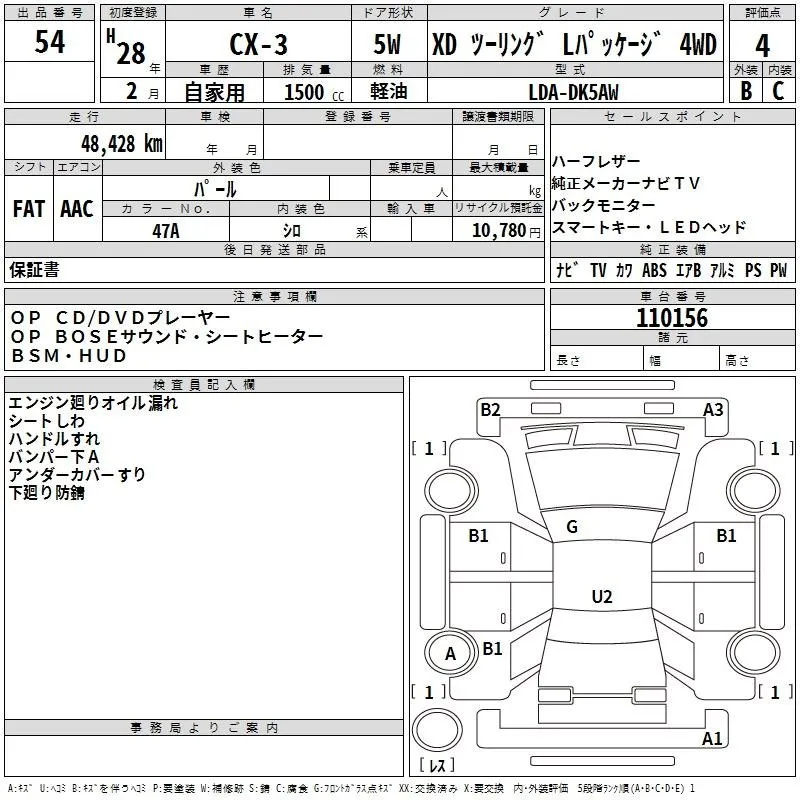 出品番号 初度登録 車名 ドア形状 グレード 評価点
54 H28年 CX-3 5W XD ツーリング Lパッケージ 4WD 4
車歴 排気量 燃料 型式 外装 内装
2月 自家用 1500 CC 軽油 LDA-DK5AW B C
走行 車検 登録番号 譲渡書類期限 セールスポイント
48,428 km 年 月 月 日
シフト エアコン 外装色 乗車定員 最大積載量
ハーフレザー
パール 人 kg
純正メーカーナビTV
FAT AAC カラーNo. 内装色 輸入車 リサイクル預託金
バックモニター
47A シロ 系 10,780円
スマートキー・LEDヘッド
後日発送部品 純正装備
保証書 ナビ TV カワ ABS エアB アルミ PS PW
注意事項欄 車台番号
OP CD/DVDプレーヤー 110156
OP BOSEサウンド・シートヒーター 諸元
BSM・HUD 長さ 幅 高さ
検査員記入欄
エンジン廻りオイル漏れ
シートしわ
ハンドルすれ
バンパー下A
アンダーカバーすり
下廻り防錆
B2 A3
[1] [1]
G
B1 B1
U2
A B1
[1] [1]
A1
[レス]
事務局よりご案内
A:キズ U:ヘコミ B:キズを伴うヘコミ P:要塗装 W:補修跡 S:錆 C:腐食 G:フロントガラス点キズ XX:交換済み X:要交換 内・外装評価 5段階ランク順(A・B・C・D・E) 1